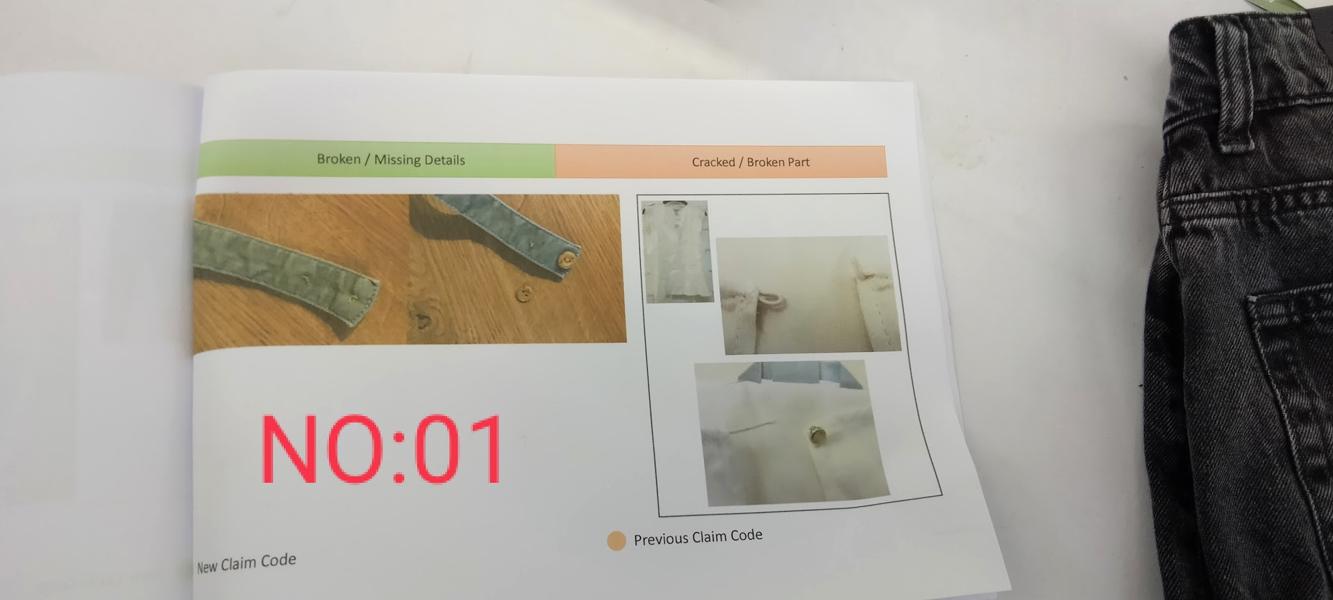 Broken / Missing Details
Cracked / Broken Part
NO:01
Previous Claim Code
New Claim Code